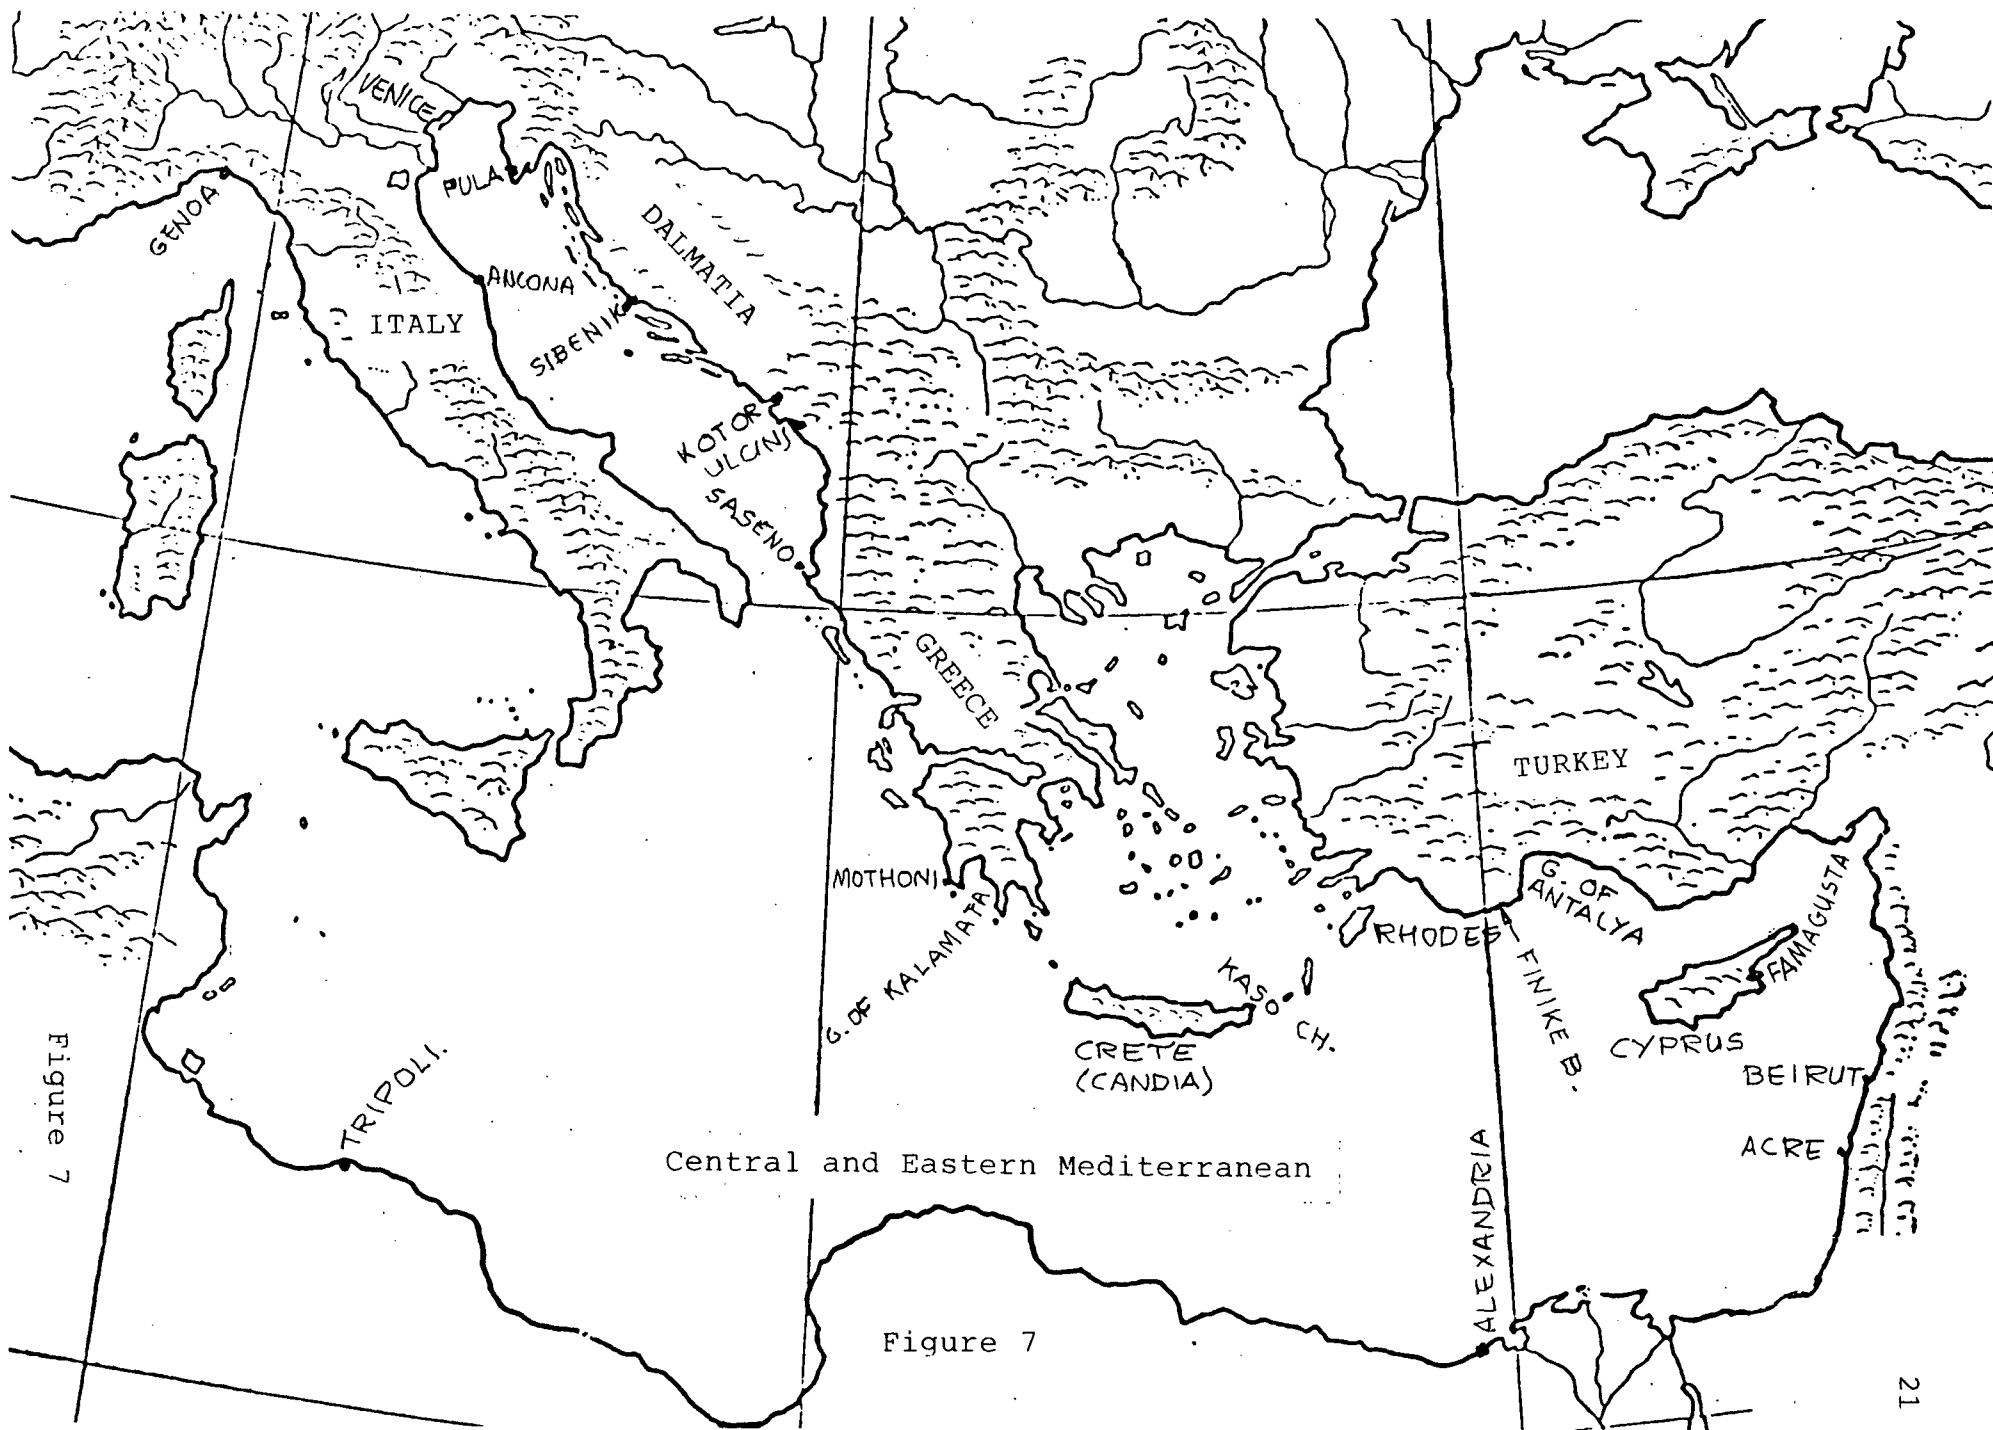 VENICE
PULA
GENOA
DALMATIA
ANCONA
ITALY
SIBENIK
KOTOR
ULCINJ
SASENO
GREECE
TURKEY
MOTHONI
G. OF KALAMATA
G. OF
ANTALYA
RHODES
FINIKE B.
FAMAGUSTA
KASO
CH.
CRETE
(CANDIA)
CYPRUS
BEIRUT
ACRE
TRIPOLI.
ALEXANDRIA
Central and Eastern Mediterranean
Figure 7
Figure 7
21